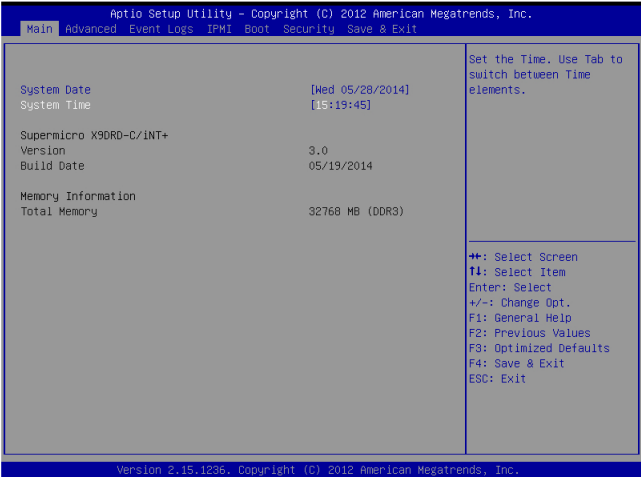 Aptio Setup Utility – Copyright (C) 2012 American Megatrends, Inc.
Main Advanced Event Logs IPMI Boot Security Save & Exit
System Date [Wed 05/28/2014]
System Time [15:19:45]
Supermicro X9DRD-C/iNT+
Version 3.0
Build Date 05/19/2014
Memory Information
Total Memory 32768 MB (DDR3)
Set the Time. Use Tab to
switch between Time
elements.
→←: Select Screen
↑↓: Select Item
Enter: Select
+/-: Change Opt.
F1: General Help
F2: Previous Values
F3: Optimized Defaults
F4: Save & Exit
ESC: Exit
Version 2.15.1236. Copyright (C) 2012 American Megatrends, Inc.